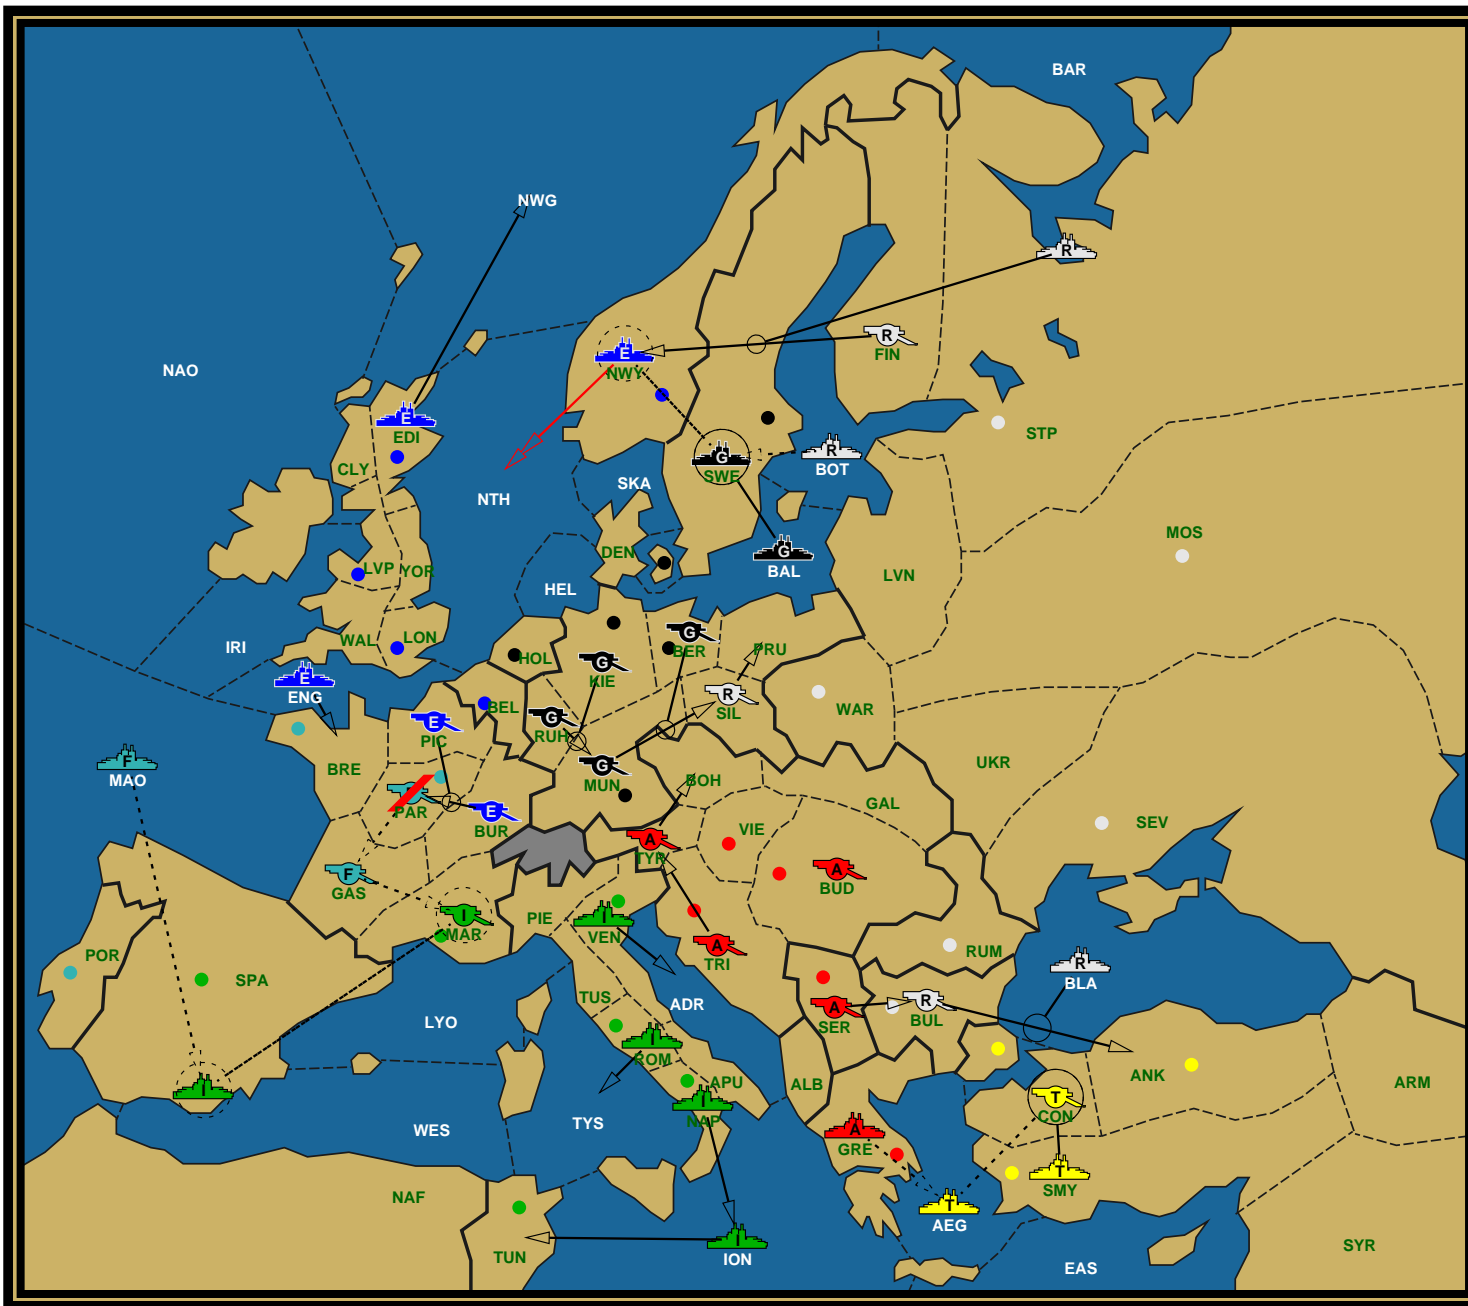 BAR
NWG
R
R
FIN
E
NWY
NAO
E
EDI
STP
G
SWE
R
BOT
CLY
SKA
NTH
MOS
DEN
G
BAL
LVP
YOR
LVN
HEL
WAL
LON
IRI
G
BER
PRU
HOL
G
KIE
E
ENG
R
SIL
BEL
WAR
G
RUH
E
PIC
F
MAO
BRE
G
MUN
UKR
BOH
GAL
PAR
E
BUR
SEV
VIE
A
TYR
F
GAS
A
BUD
I
MAR
PIE
I
VEN
POR
SPA
A
TRI
RUM
R
BLA
TUS
ADR
A
SER
R
BUL
LYO
I
ROM
ANK
ALB
APU
ARM
I
I
NAP
T
CON
TYS
WES
A
GRE
T
SMY
NAF
T
AEG
TUN
I
ION
SYR
EAS